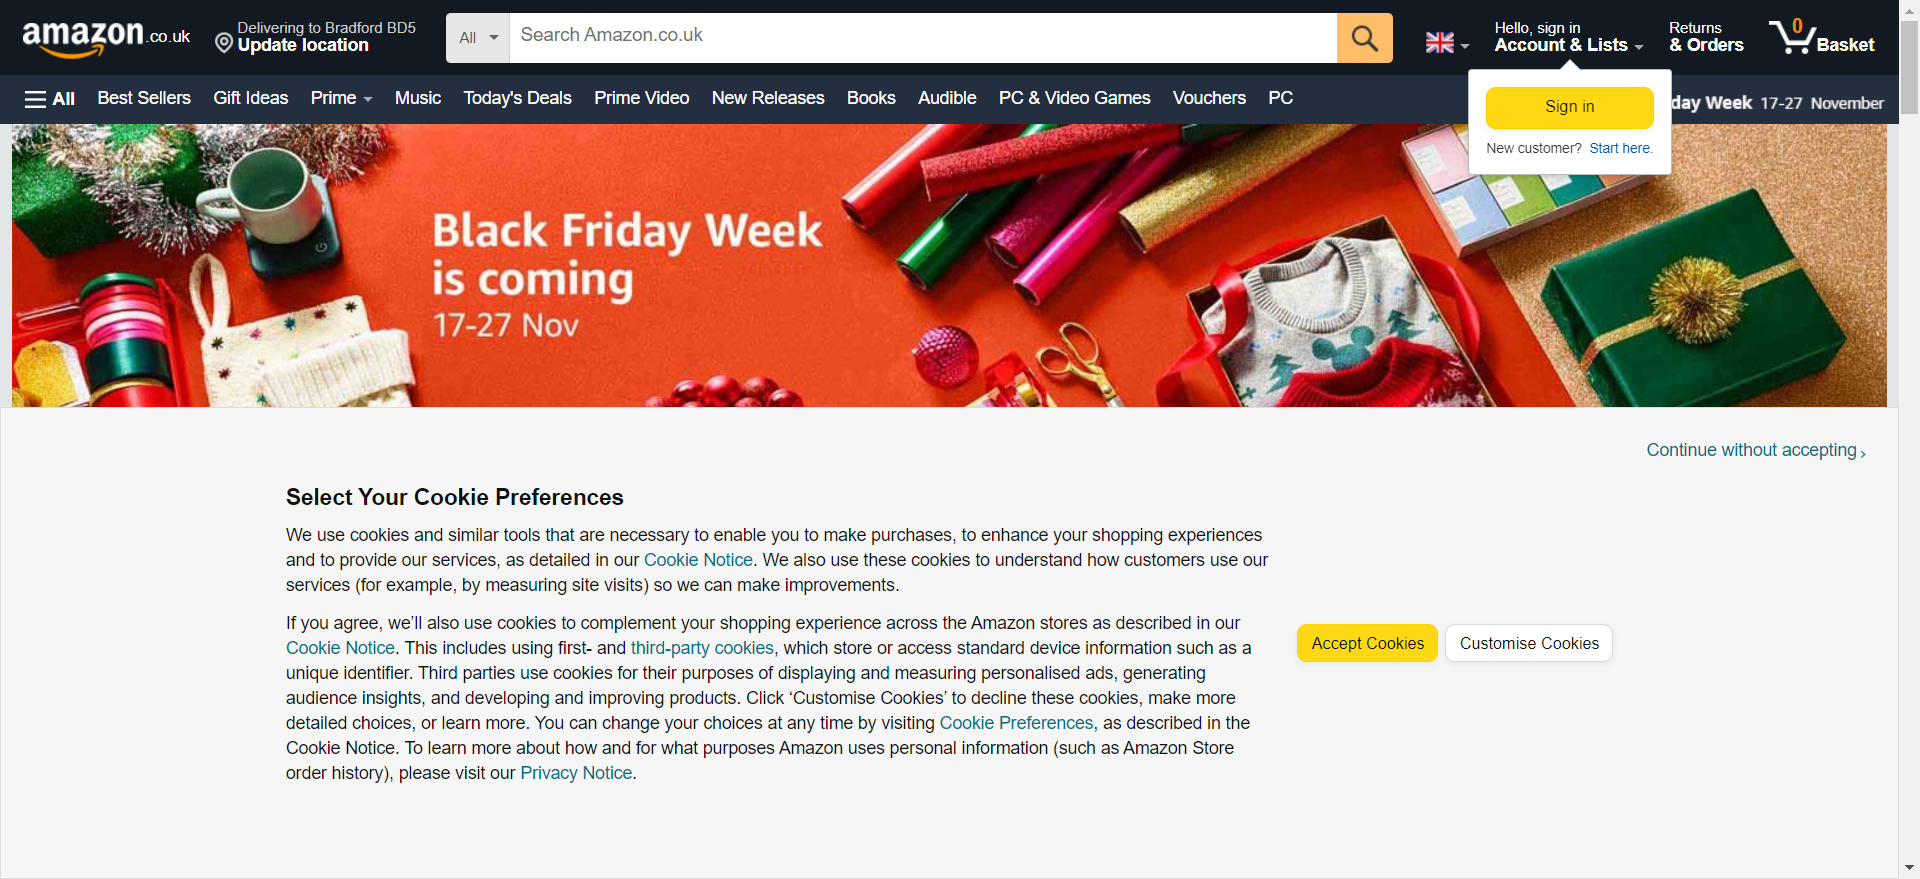 amazon.co.uk
Delivering to Bradford BD5
Update location
All
Search Amazon.co.uk
Hello, sign in
Account & Lists
Returns
& Orders
0
Basket
All
Best Sellers
Gift Ideas
Prime
Music
Today's Deals
Prime Video
New Releases
Books
Audible
PC & Video Games
Vouchers
PC
day Week 17-27 November
Sign in
New customer? Start here.
Black Friday Week
is coming
17-27 Nov
Continue without accepting ›
Select Your Cookie Preferences
We use cookies and similar tools that are necessary to enable you to make purchases, to enhance your shopping experiences
and to provide our services, as detailed in our Cookie Notice. We also use these cookies to understand how customers use our
services (for example, by measuring site visits) so we can make improvements.
If you agree, we’ll also use cookies to complement your shopping experience across the Amazon stores as described in our
Cookie Notice. This includes using first- and third-party cookies, which store or access standard device information such as a
unique identifier. Third parties use cookies for their purposes of displaying and measuring personalised ads, generating
audience insights, and developing and improving products. Click ‘Customise Cookies’ to decline these cookies, make more
detailed choices, or learn more. You can change your choices at any time by visiting Cookie Preferences, as described in the
Cookie Notice. To learn more about how and for what purposes Amazon uses personal information (such as Amazon Store
order history), please visit our Privacy Notice.
Accept Cookies
Customise Cookies